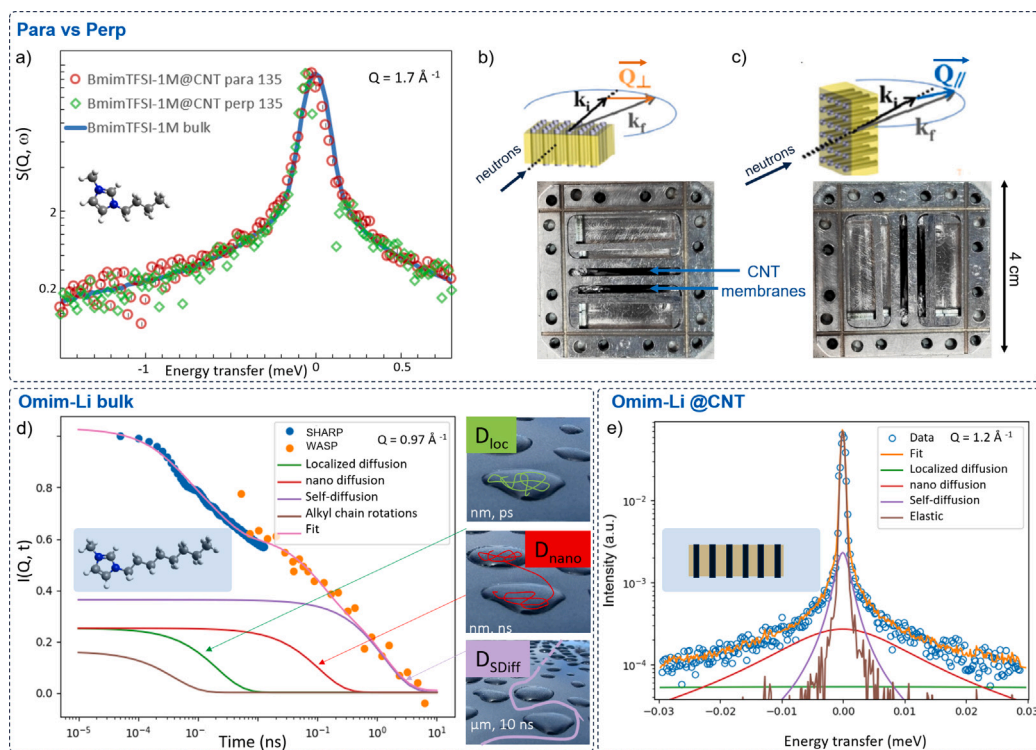 Para vs Perp
a)
BmimTFSI-1M@CNT para 135
BmimTFSI-1M@CNT perp 135
BmimTFSI-1M bulk
Q = 1.7 Å ⁻¹
S(Q, ω)
2
0.2
-1
0
0.5
Energy transfer (meV)
b)
Q⊥
kᵢ
k_f
neutrons
c)
Q//
kᵢ
k_f
neutrons
CNT
membranes
4 cm
Omim-Li bulk
d)
SHARP
WASP
Q = 0.97 Å ⁻¹
Localized diffusion
nano diffusion
Self-diffusion
Alkyl chain rotations
Fit
I(Q, t)
0.8
0.6
0.4
0.2
0.0
10⁻⁵
10⁻⁴
10⁻³
10⁻²
10⁻¹
10⁰
10¹
Time (ns)
D_loc
nm, ps
D_nano
nm, ns
D_SDiff
μm, 10 ns
Omim-Li @CNT
e)
Data
Q = 1.2 Å ⁻¹
Fit
Localized diffusion
nano diffusion
Self-diffusion
Elastic
Intensity (a.u.)
10⁻²
10⁻³
10⁻⁴
−0.03
−0.02
−0.01
0.00
0.01
0.02
0.03
Energy transfer (meV)